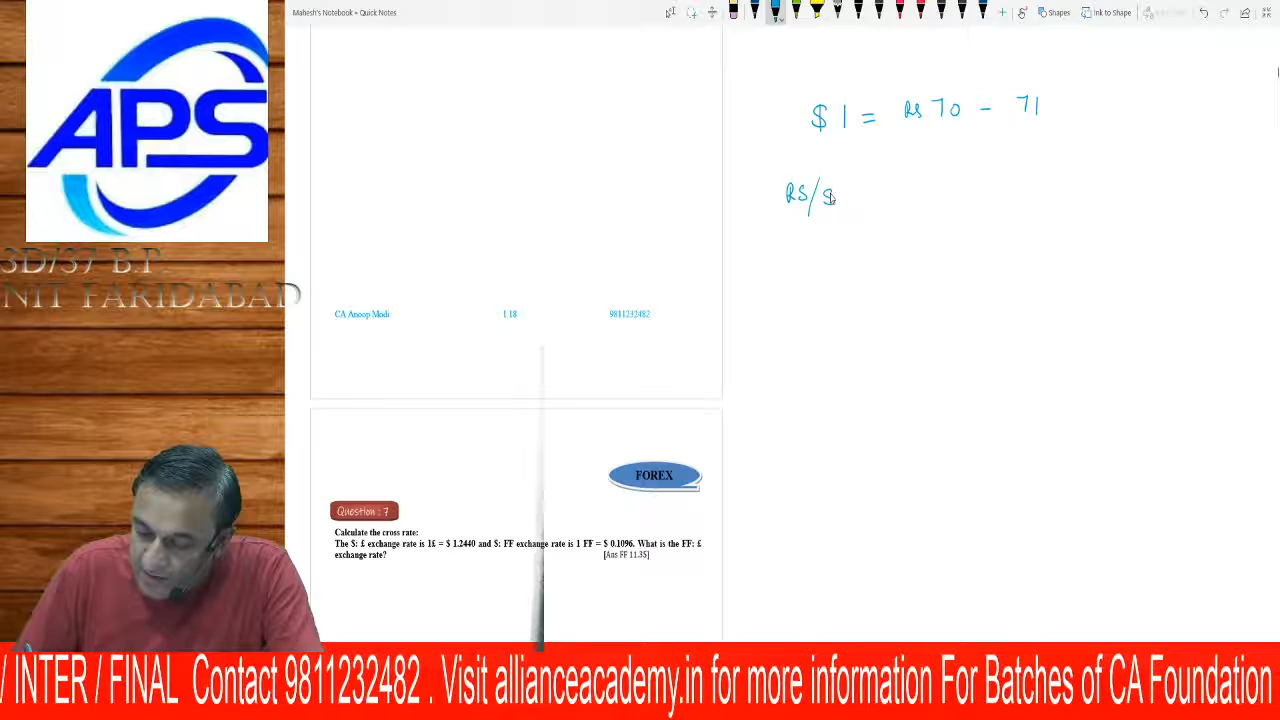 Mahesh's Notebook » Quick Notes
Shapes
Ink to Shape
APS
3D/37 B.P.
NIT FARIDABAD
$ 1 = RS 70 - 71
RS/$
CA Anoop Modi 1.18 9811232482
FOREX
Question : 7
Calculate the cross rate:
The $: £ exchange rate is 1£ = $ 1.2440 and $: FF exchange rate is 1 FF = $ 0.1096. What is the FF: £
exchange rate? [Ans FF 11.35]
/ INTER / FINAL Contact 9811232482 . Visit allianceacademy.in for more information For Batches of CA Foundation